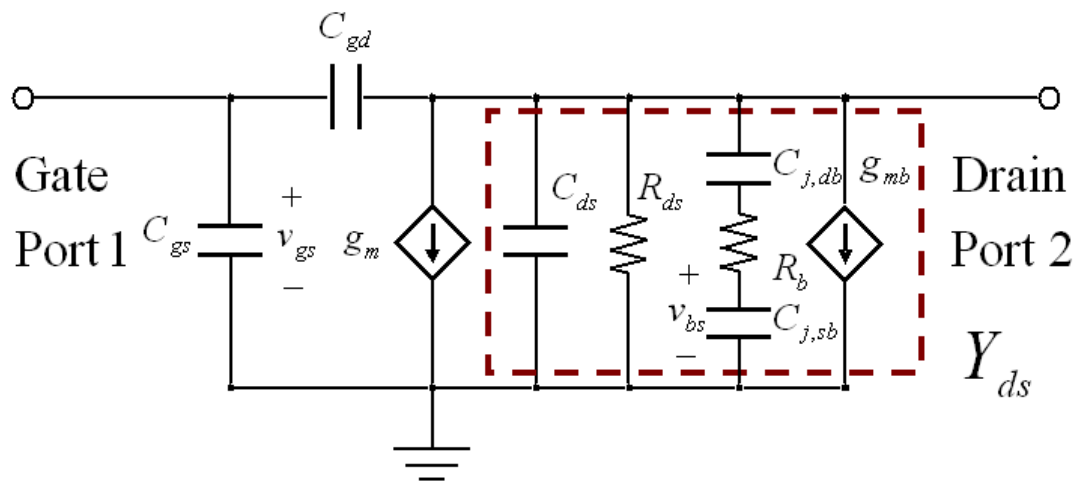 C_gd
Gate
Port 1
C_gs
+
v_gs
−
g_m
C_ds
R_ds
C_j,db
R_b
+
v_bs
−
C_j,sb
g_mb
Drain
Port 2
Y_ds